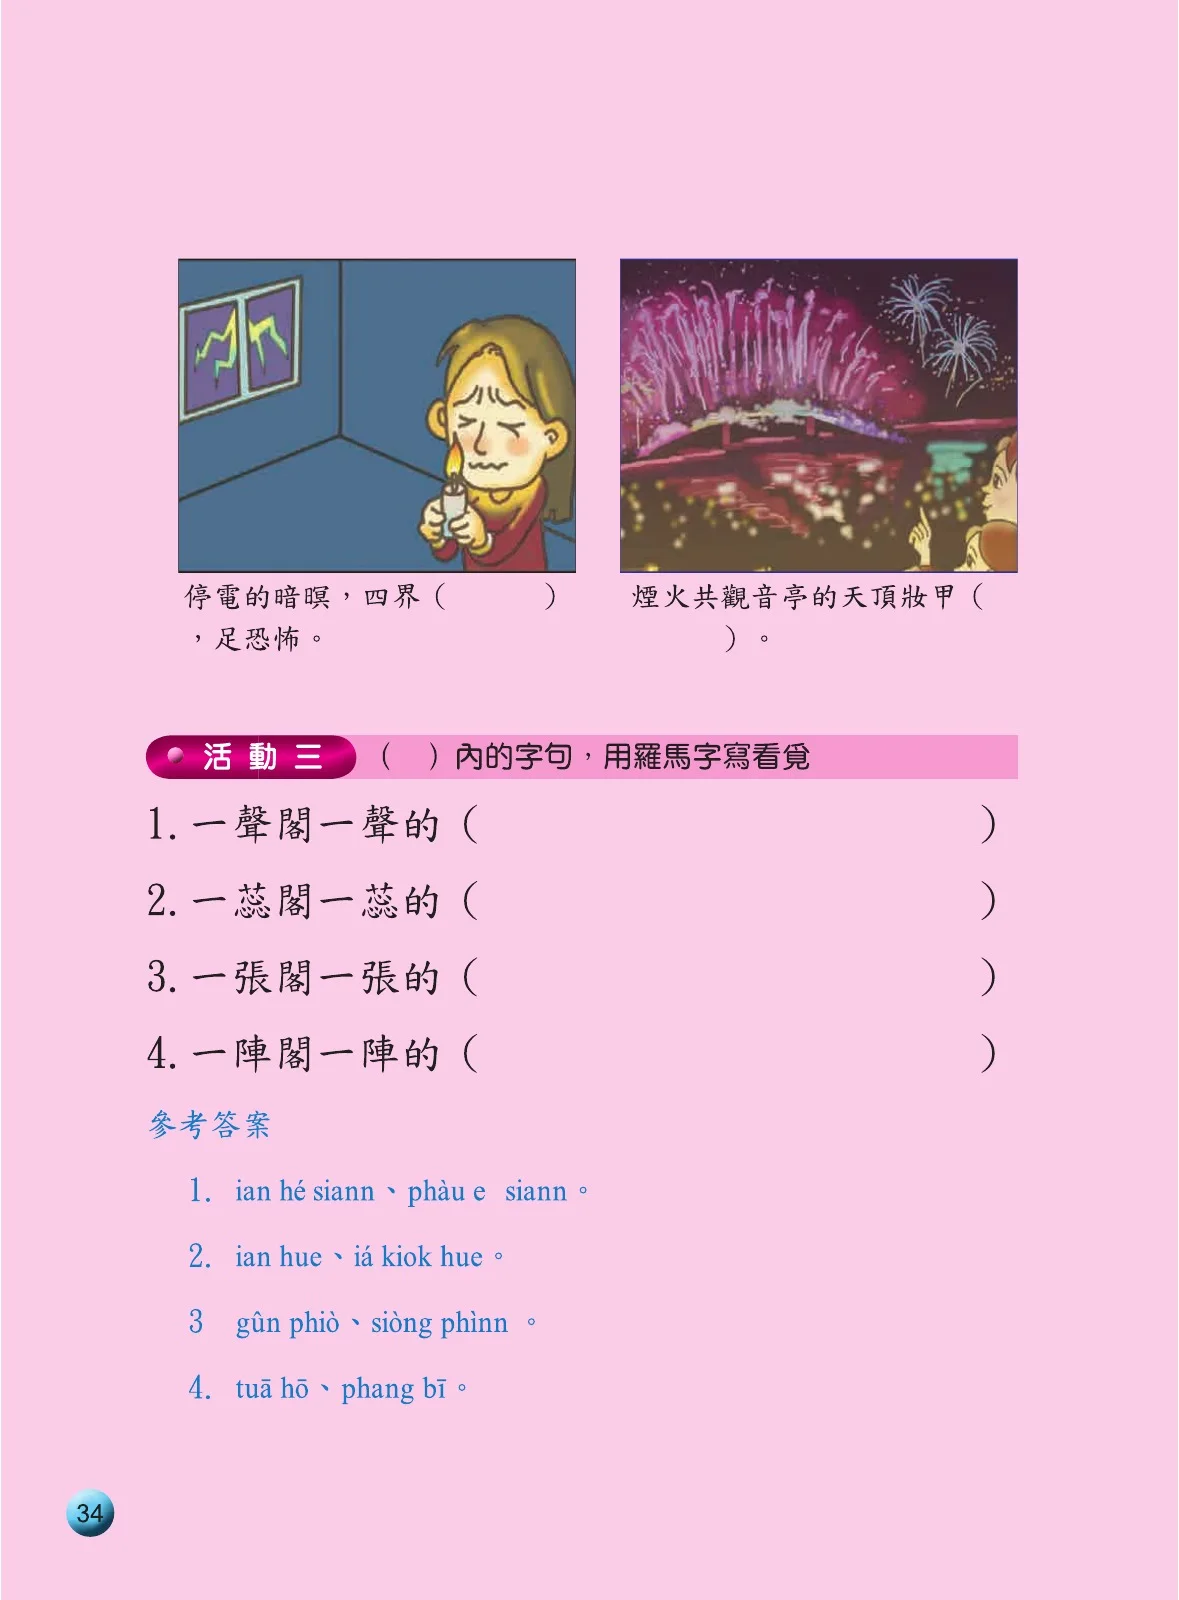 停電的暗暝，四界（　　　）
，足恐怖。
煙火共觀音亭的天頂妝甲（
）。
活動三 （　）內的字句，用羅馬字寫看覓
1. 一聲閣一聲的（　　　）
2. 一蕊閣一蕊的（　　　）
3. 一張閣一張的（　　　）
4. 一陣閣一陣的（　　　）
參考答案
1. ian hé siann、phàu e siann。
2. ian hue、iá kiok hue。
3 gûn phiò、siòng phìnn 。
4. tuā hō、phang bī。
34